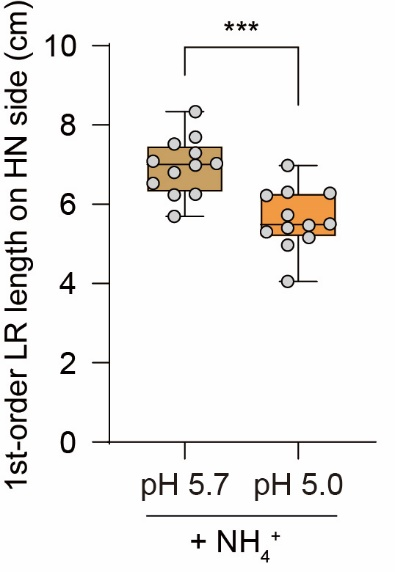 1st-order LR length on HN side (cm)
***
10
8
6
4
2
0
pH 5.7 pH 5.0
+ NH₄⁺